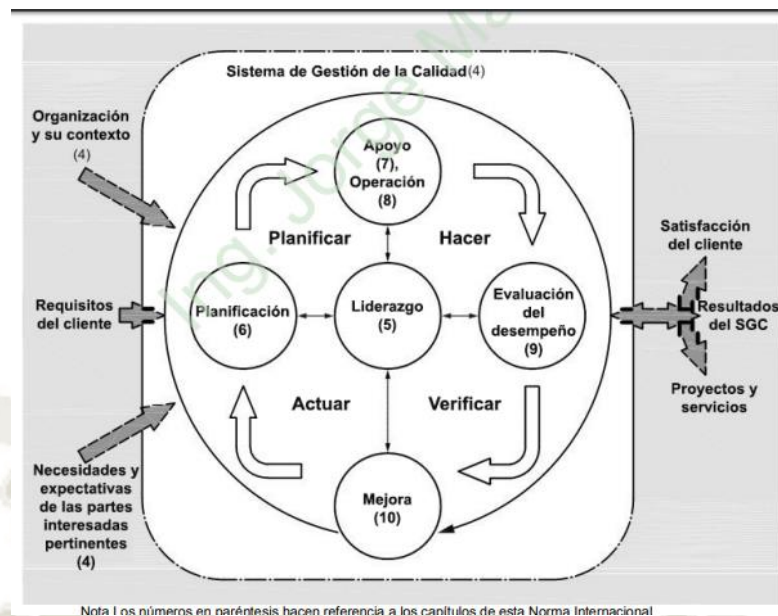 Sistema de Gestión de la Calidad (4)
Organización
y su contexto
(4)
Requisitos
del cliente
Necesidades y
expectativas
de las partes
interesadas
pertinentes
(4)
Apoyo
(7),
Operación
(8)
Planificar
Hacer
Planificación
(6)
Liderazgo
(5)
Evaluación
del
desempeño
(9)
Actuar
Verificar
Mejora
(10)
Satisfacción
del cliente
Resultados
del SGC
Proyectos y
servicios
Ing. Jorge
Nota Los números en paréntesis hacen referencia a los capítulos de esta Norma Internacional